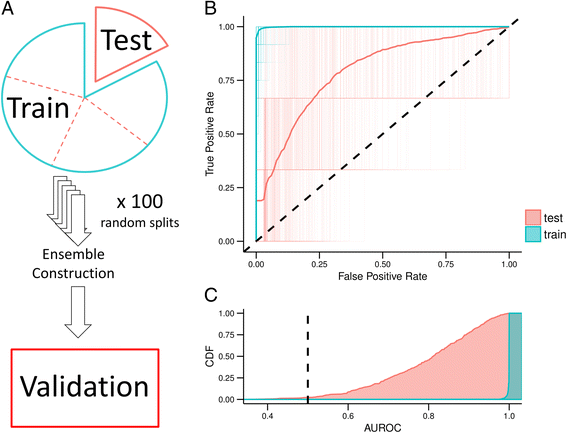 A
Test
Train
x 100
random splits
Ensemble
Construction
Validation
B
True Positive Rate
1.00
0.75
0.50
0.25
0.00
0.00
0.25
0.50
0.75
1.00
False Positive Rate
test
train
C
CDF
1.00
0.75
0.50
0.25
0.00
0.4
0.6
0.8
1.0
AUROC